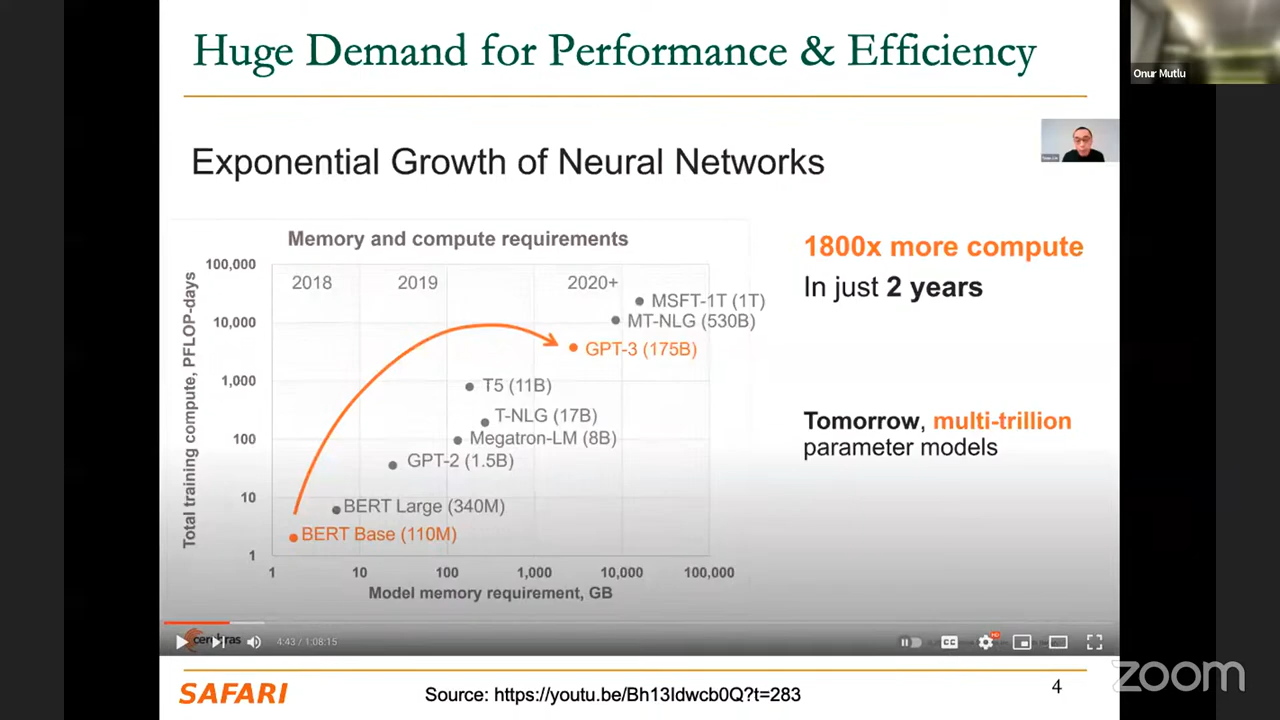 Huge Demand for Performance & Efficiency
Onur Mutlu
Exponential Growth of Neural Networks
Memory and compute requirements
Total training compute, PFLOP-days
100,000
10,000
1,000
100
10
1
2018
2019
2020+
MSFT-1T (1T)
MT-NLG (530B)
GPT-3 (175B)
T5 (11B)
T-NLG (17B)
Megatron-LM (8B)
GPT-2 (1.5B)
BERT Large (340M)
BERT Base (110M)
1
10
100
1,000
10,000
100,000
Model memory requirement, GB
1800x more compute
In just 2 years
Tomorrow, multi-trillion
parameter models
cerebras
4:43 / 1:08:15
CC
HD
SAFARI
Source: https://youtu.be/Bh13Idwcb0Q?t=283
4
zoom